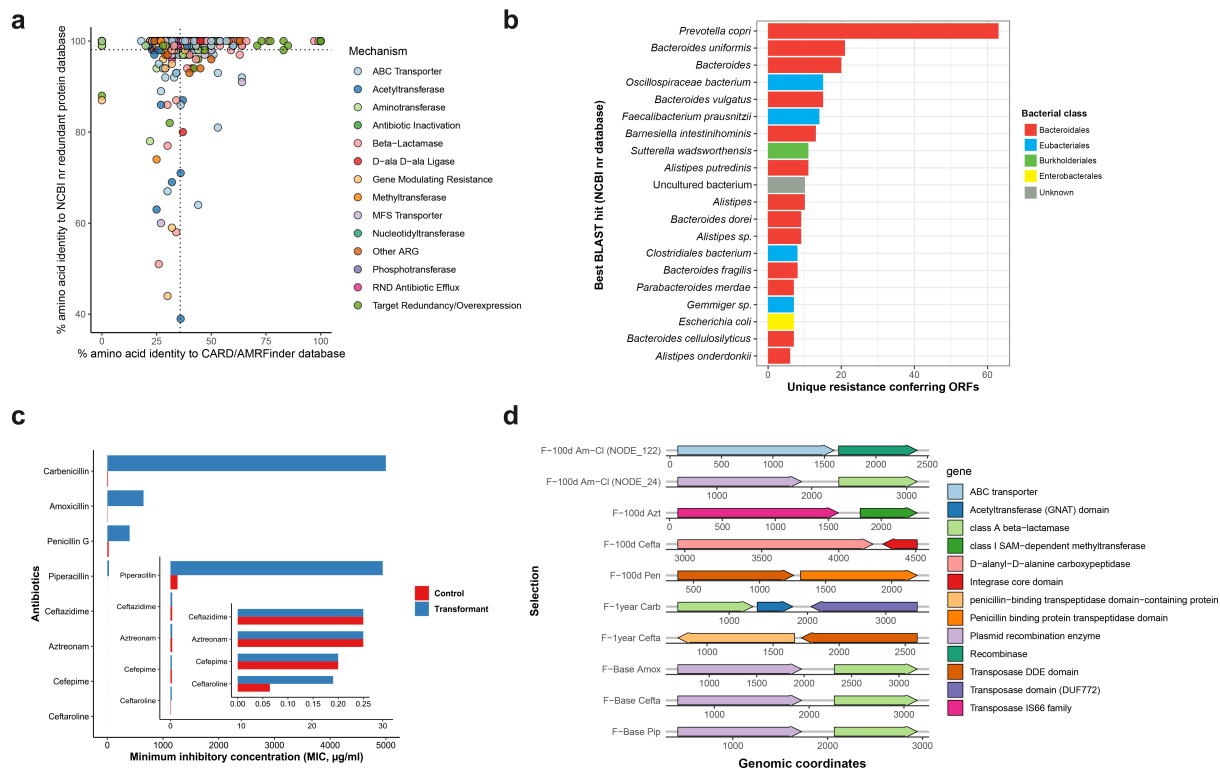 a
% amino acid identity to NCBI nr redundant protein database
100
80
60
40
0
25
50
75
100
% amino acid identity to CARD/AMRFinder database
Mechanism
ABC Transporter
Acetyltransferase
Aminotransferase
Antibiotic Inactivation
Beta-Lactamase
D-ala D-ala Ligase
Gene Modulating Resistance
Methyltransferase
MFS Transporter
Nucleotidyltransferase
Other ARG
Phosphotransferase
RND Antibiotic Efflux
Target Redundancy/Overexpression
b
Best BLAST hit (NCBI nr database)
Prevotella copri
Bacteroides uniformis
Bacteroides
Oscillospiraceae bacterium
Bacteroides vulgatus
Faecalibacterium prausnitzii
Barnesiella intestinihominis
Sutterella wadsworthensis
Alistipes putredinis
Uncultured bacterium
Alistipes
Bacteroides dorei
Alistipes sp.
Clostridiales bacterium
Bacteroides fragilis
Parabacteroides merdae
Gemmiger sp.
Escherichia coli
Bacteroides cellulosilyticus
Alistipes onderdonkii
0
20
40
60
Unique resistance conferring ORFs
Bacterial class
Bacteroidales
Eubacteriales
Burkholderiales
Enterobacterales
Unknown
c
Antibiotics
Carbenicillin
Amoxicillin
Penicillin G
Piperacillin
Ceftazidime
Aztreonam
Cefepime
Ceftaroline
0
1000
2000
3000
4000
5000
Minimum inhibitory concentration (MIC, µg/ml)
Piperacillin
Ceftazidime
Aztreonam
Cefepime
Ceftaroline
0
10
20
30
Ceftazidime
Aztreonam
Cefepime
Ceftaroline
0.00
0.05
0.10
0.15
0.20
0.25
Control
Transformant
d
Selection
F-100d Am-Cl (NODE_122)
0
500
1000
1500
2000
2500
F-100d Am-Cl (NODE_24)
1000
2000
3000
F-100d Azt
0
500
1000
1500
2000
F-100d Cefta
3000
3500
4000
4500
F-100d Pen
500
1000
1500
2000
F-1year Carb
1000
2000
3000
F-1year Cefta
1000
1500
2000
2500
F-Base Amox
1000
1500
2000
2500
3000
F-Base Cefta
1000
2000
3000
F-Base Pip
1000
2000
3000
Genomic coordinates
gene
ABC transporter
Acetyltransferase (GNAT) domain
class A beta-lactamase
class I SAM-dependent methyltransferase
D-alanyl-D-alanine carboxypeptidase
Integrase core domain
penicillin-binding transpeptidase domain-containing protein
Penicillin binding protein transpeptidase domain
Plasmid recombination enzyme
Recombinase
Transposase DDE domain
Transposase domain (DUF772)
Transposase IS66 family